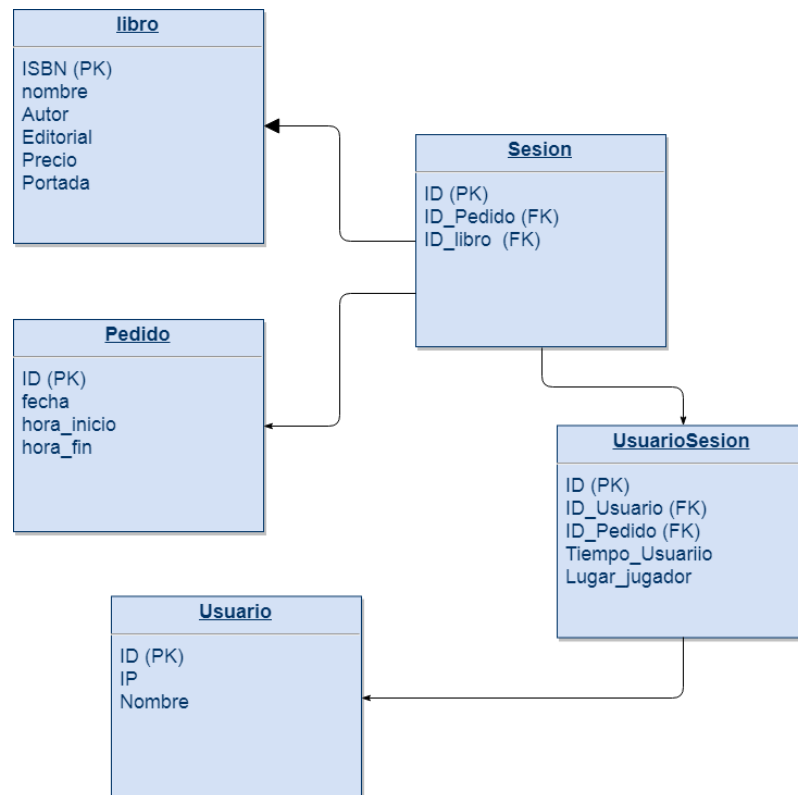 libro
ISBN (PK)
nombre
Autor
Editorial
Precio
Portada
Sesion
ID (PK)
ID_Pedido (FK)
ID_libro (FK)
Pedido
ID (PK)
fecha
hora_inicio
hora_fin
UsuarioSesion
ID (PK)
ID_Usuario (FK)
ID_Pedido (FK)
Tiempo_Usuariio
Lugar_jugador
Usuario
ID (PK)
IP
Nombre